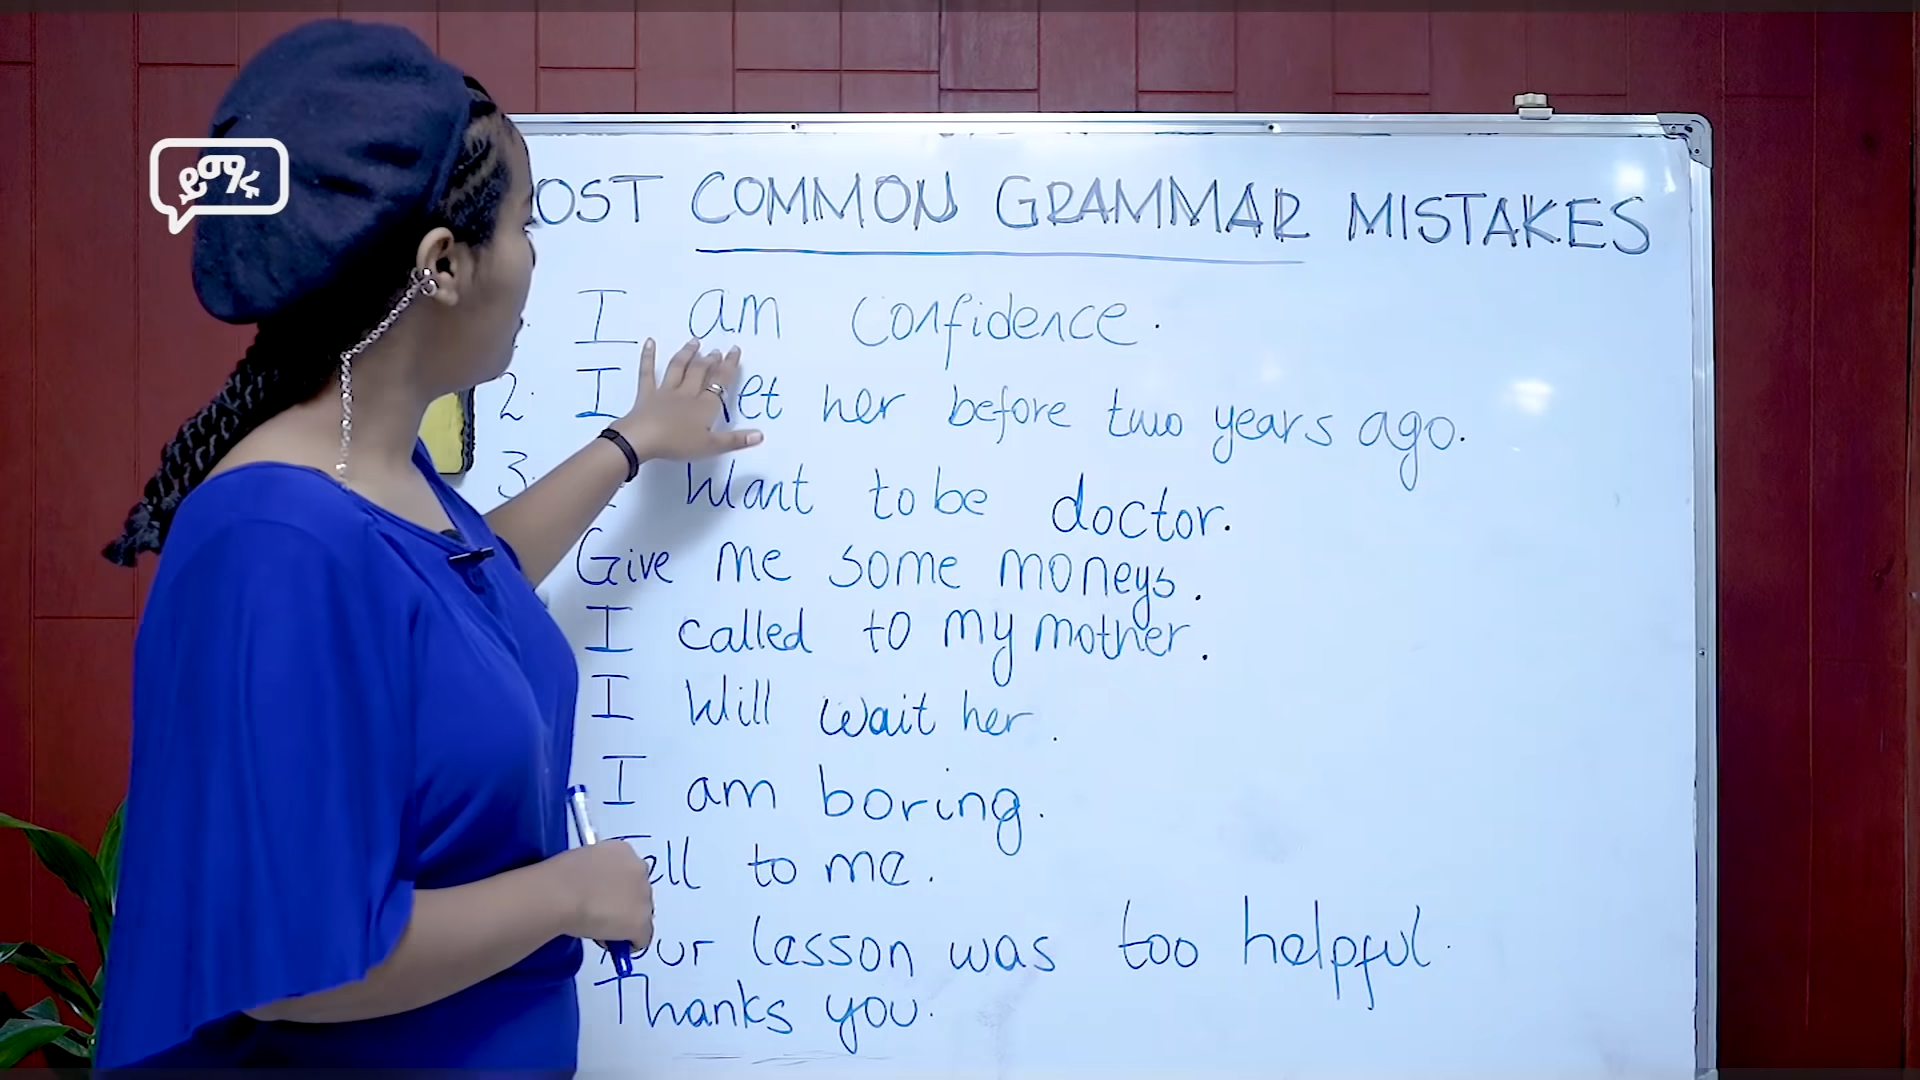 ይማሩ
OST COMMON GRAMMAR MISTAKES
I am confidence.
2. I et her before two years ago.
3. Want to be doctor.
Give me some moneys.
I called to my mother.
I Will wait her.
I am boring.
ell to me.
our lesson was too helpful.
Thanks you.